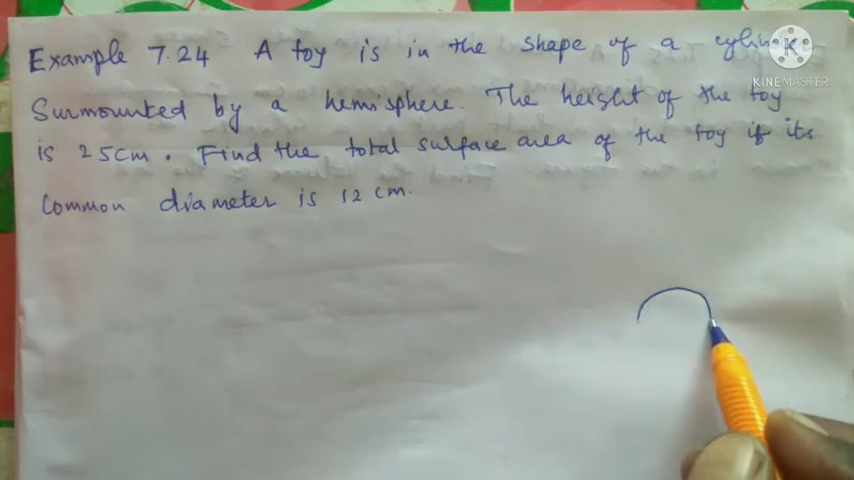 Example 7.24 A toy is in the shape of a
Surmounted by a hemisphere. The height of the toy
is 25cm. Find the total surface area of the toy if its
Common diameter is 12 cm.
K
KINEMASTER